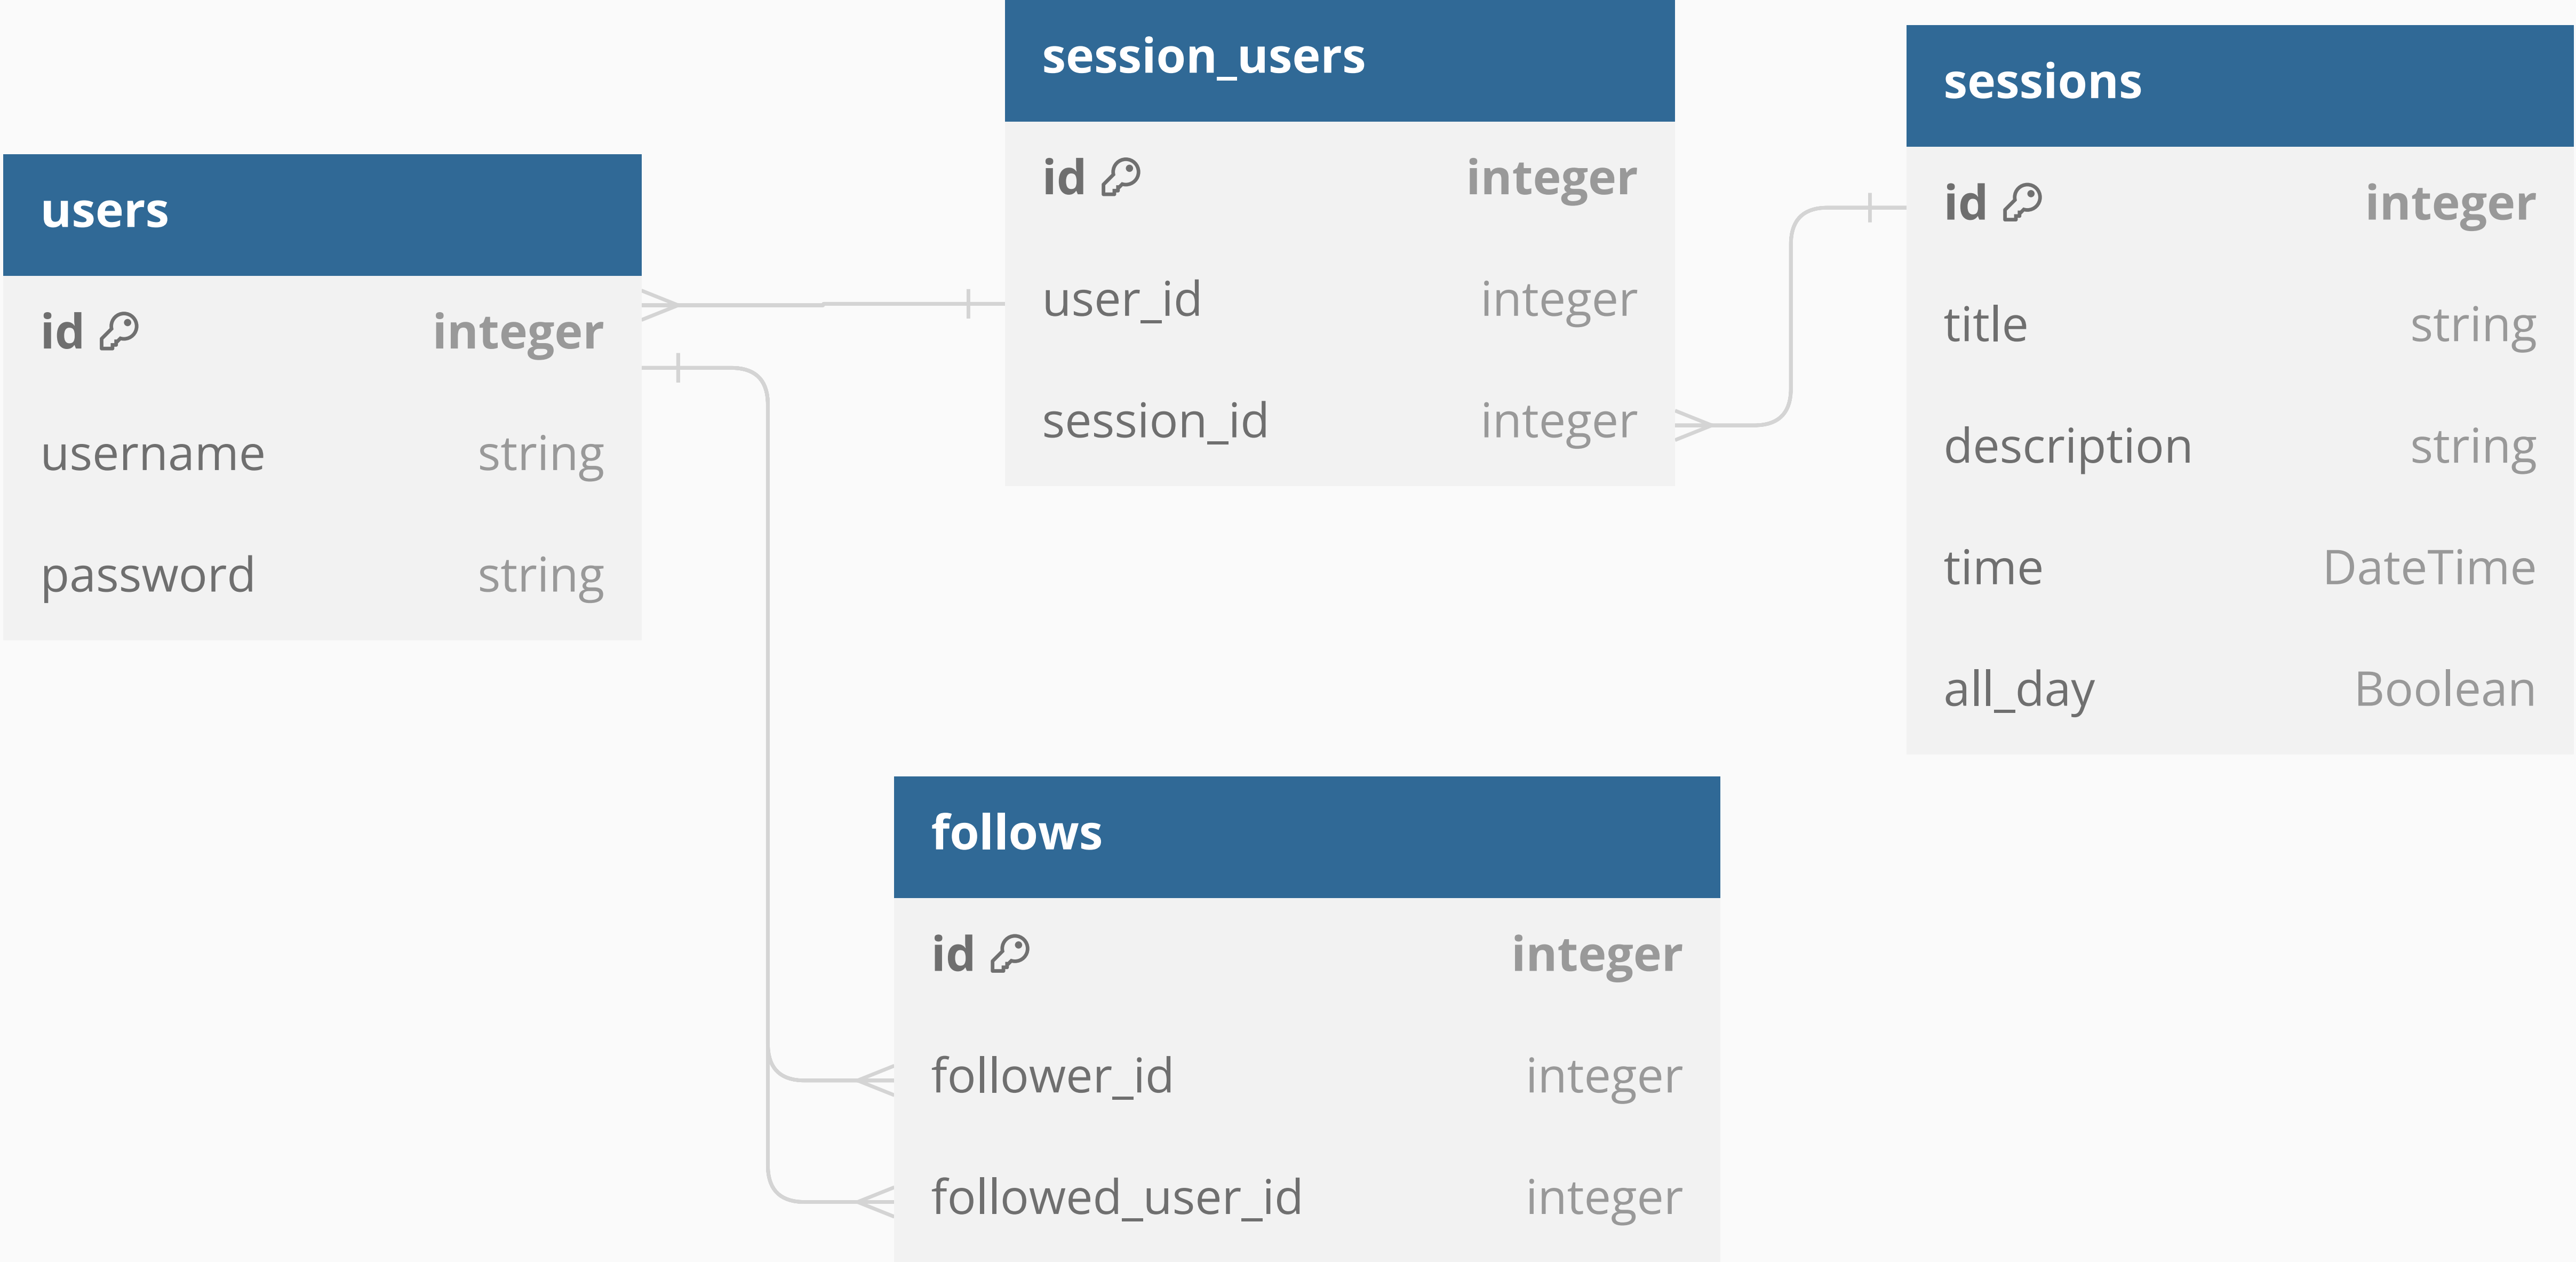 users
id integer
username string
password string
session_users
id integer
user_id integer
session_id integer
sessions
id integer
title string
description string
time DateTime
all_day Boolean
follows
id integer
follower_id integer
followed_user_id integer